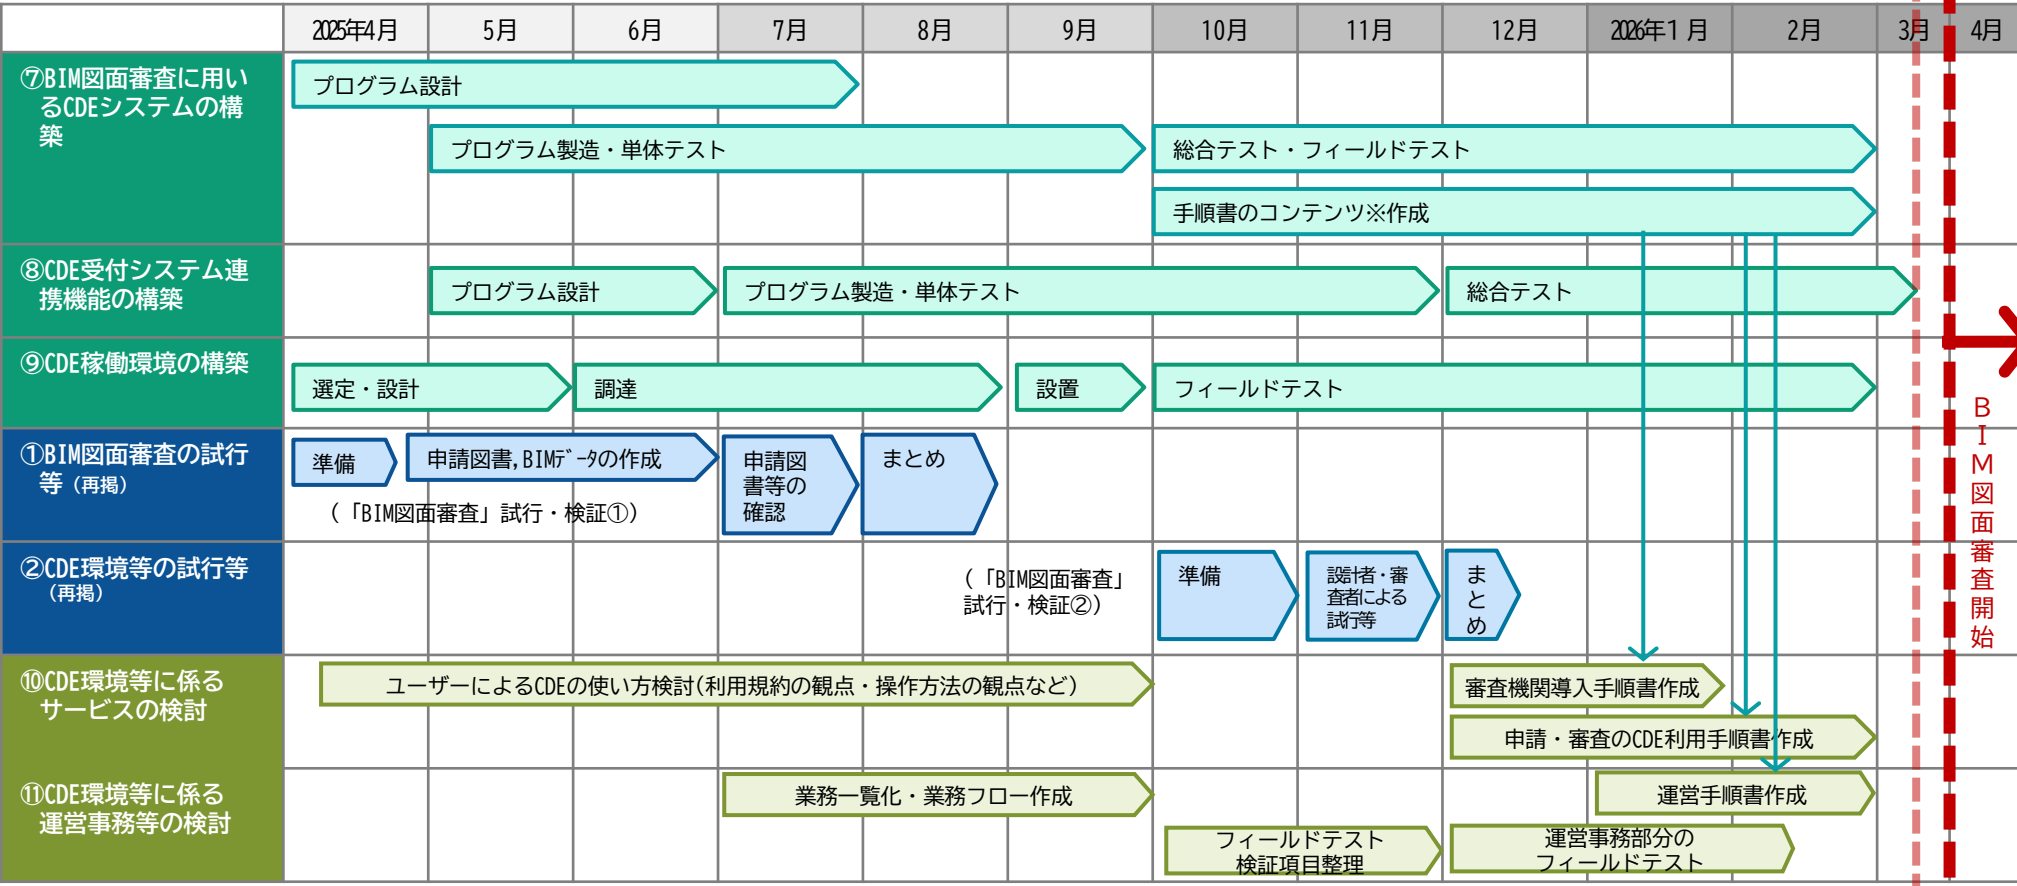 2025年4月 5月 6月 7月 8月 9月 10月 11月 12月 2026年1月 2月 3月 4月
⑦BIM図面審査に用い
るCDEシステムの構
築
プログラム設計
プログラム製造・単体テスト
総合テスト・フィールドテスト
手順書のコンテンツ※作成
⑧CDE受付システム連
携機能の構築
プログラム設計
プログラム製造・単体テスト
総合テスト
⑨CDE稼働環境の構築
選定・設計
調達
設置
フィールドテスト
①BIM図面審査の試行
等（再掲）
準備
申請図書,BIMﾃﾞｰﾀの作成
（「BIM図面審査」試行・検証①）
申請図
書等の
確認
まとめ
②CDE環境等の試行等
（再掲）
（「BIM図面審査」
試行・検証②）
準備
設計者・審
査者による
試行等
ま
と
め
⑩CDE環境等に係る
サービスの検討
ユーザーによるCDEの使い方検討(利用規約の観点・操作方法の観点など)
審査機関導入手順書作成
申請・審査のCDE利用手順書作成
⑪CDE環境等に係る
運営事務等の検討
業務一覧化・業務フロー作成
運営手順書作成
フィールドテスト
検証項目整理
運営事務部分の
フィールドテスト
BIM図面審査開始